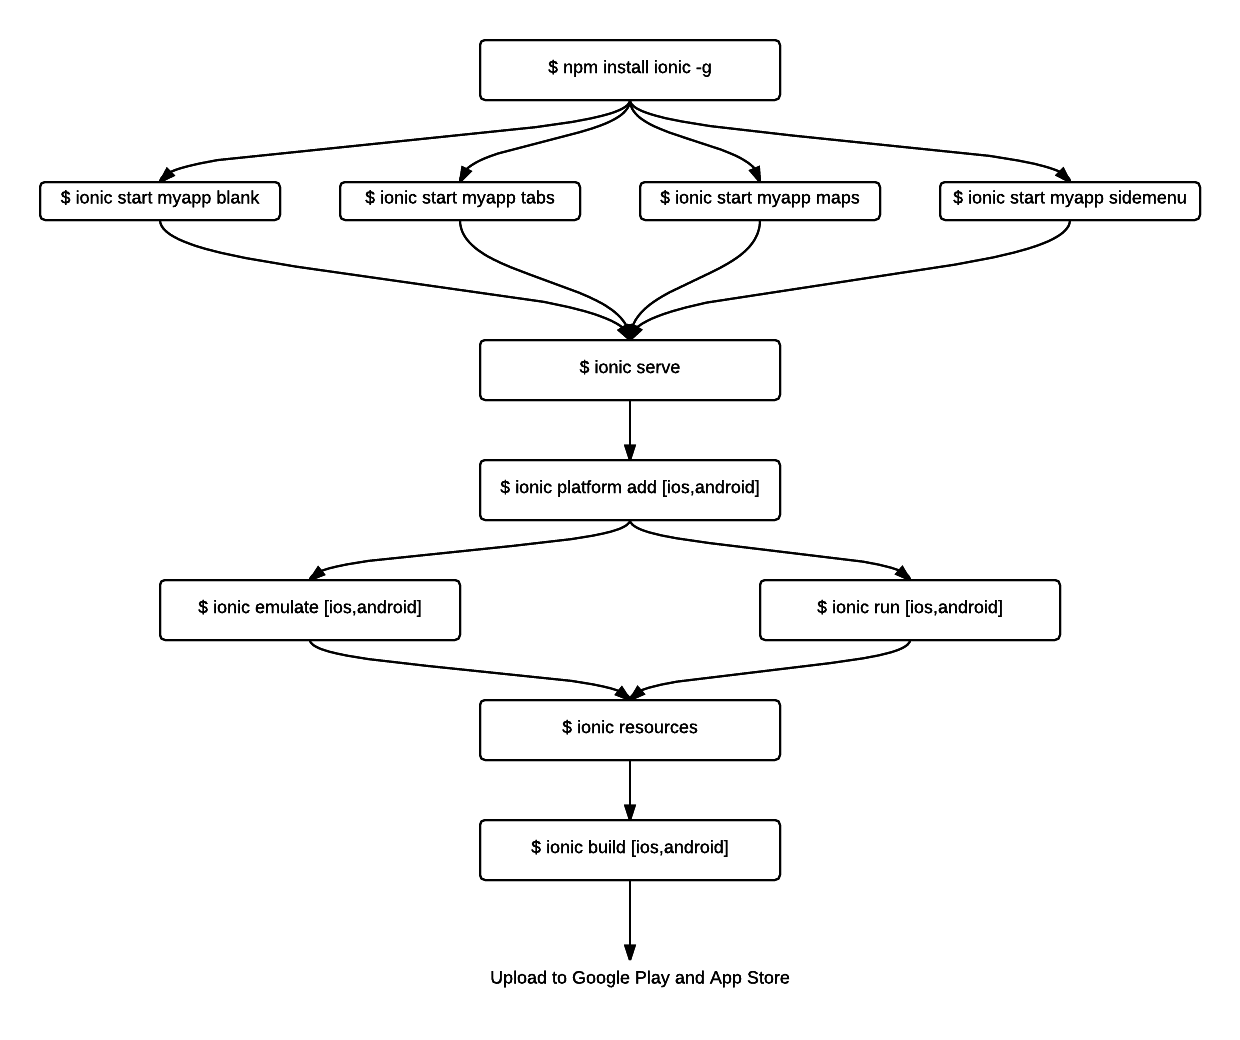 $ npm install ionic -g
$ ionic start myapp blank
$ ionic start myapp tabs
$ ionic start myapp maps
$ ionic start myapp sidemenu
$ ionic serve
$ ionic platform add [ios,android]
$ ionic emulate [ios,android]
$ ionic run [ios,android]
$ ionic resources
$ ionic build [ios,android]
Upload to Google Play and App Store